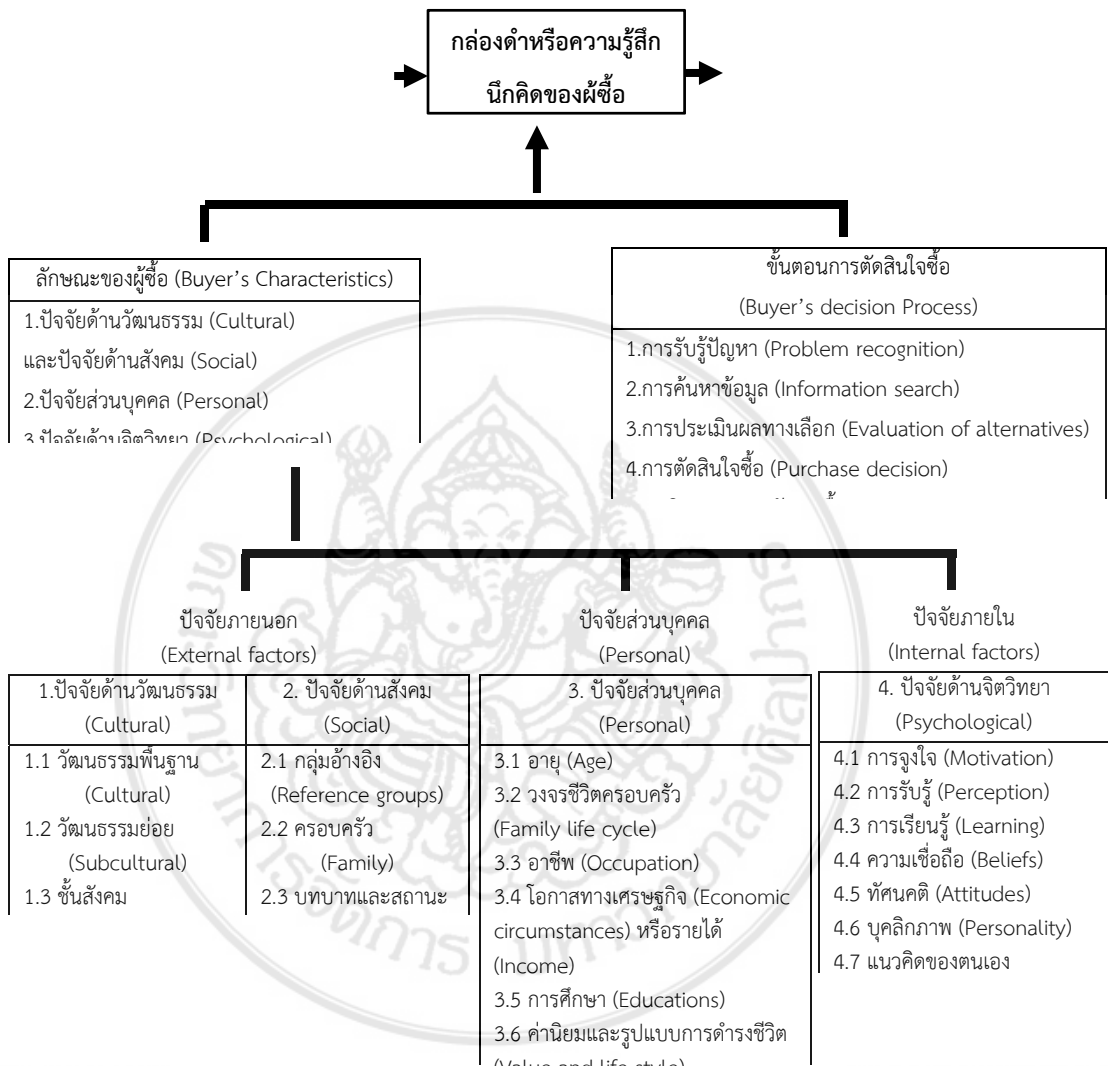 กล่องดำหรือความรู้สึก
นึกคิดของผู้ซื้อ
ลักษณะของผู้ซื้อ (Buyer’s Characteristics)
1.ปัจจัยด้านวัฒนธรรม (Cultural)
และปัจจัยด้านสังคม (Social)
2.ปัจจัยส่วนบุคคล (Personal)
3.ปัจจัยด้านจิตวิทยา (Psychological)
ขั้นตอนการตัดสินใจซื้อ
(Buyer’s decision Process)
1.การรับรู้ปัญหา (Problem recognition)
2.การค้นหาข้อมูล (Information search)
3.การประเมินผลทางเลือก (Evaluation of alternatives)
4.การตัดสินใจซื้อ (Purchase decision)
ปัจจัยภายนอก
(External factors)
1.ปัจจัยด้านวัฒนธรรม
(Cultural)
1.1 วัฒนธรรมพื้นฐาน
(Cultural)
1.2 วัฒนธรรมย่อย
(Subcultural)
1.3 ชั้นสังคม
2. ปัจจัยด้านสังคม
(Social)
2.1 กลุ่มอ้างอิง
(Reference groups)
2.2 ครอบครัว
(Family)
2.3 บทบาทและสถานะ
ปัจจัยส่วนบุคคล
(Personal)
3. ปัจจัยส่วนบุคคล
(Personal)
3.1 อายุ (Age)
3.2 วงจรชีวิตครอบครัว
(Family life cycle)
3.3 อาชีพ (Occupation)
3.4 โอกาสทางเศรษฐกิจ (Economic
circumstances) หรือรายได้
(Income)
3.5 การศึกษา (Educations)
3.6 ค่านิยมและรูปแบบการดำรงชีวิต
(Value and life style)
ปัจจัยภายใน
(Internal factors)
4. ปัจจัยด้านจิตวิทยา
(Psychological)
4.1 การจูงใจ (Motivation)
4.2 การรับรู้ (Perception)
4.3 การเรียนรู้ (Learning)
4.4 ความเชื่อถือ (Beliefs)
4.5 ทัศนคติ (Attitudes)
4.6 บุคลิกภาพ (Personality)
4.7 แนวคิดของตนเอง